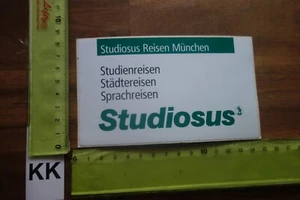 Studiosus Reisen München
Studienreisen
Städtereisen
Sprachreisen
Studiosus
KK